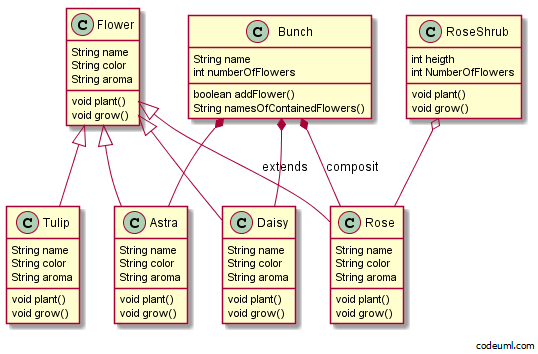 C Flower
String name
String color
String aroma
void plant()
void grow()
C Bunch
String name
int numberOfFlowers
boolean addFlower()
String namesOfContainedFlowers()
C RoseShrub
int heigth
int NumberOfFlowers
void plant()
void grow()
extends
composit
C Tulip
String name
String color
String aroma
void plant()
void grow()
C Astra
String name
String color
String aroma
void plant()
void grow()
C Daisy
String name
String color
String aroma
void plant()
void grow()
C Rose
String name
String color
String aroma
void plant()
void grow()
codeuml.com